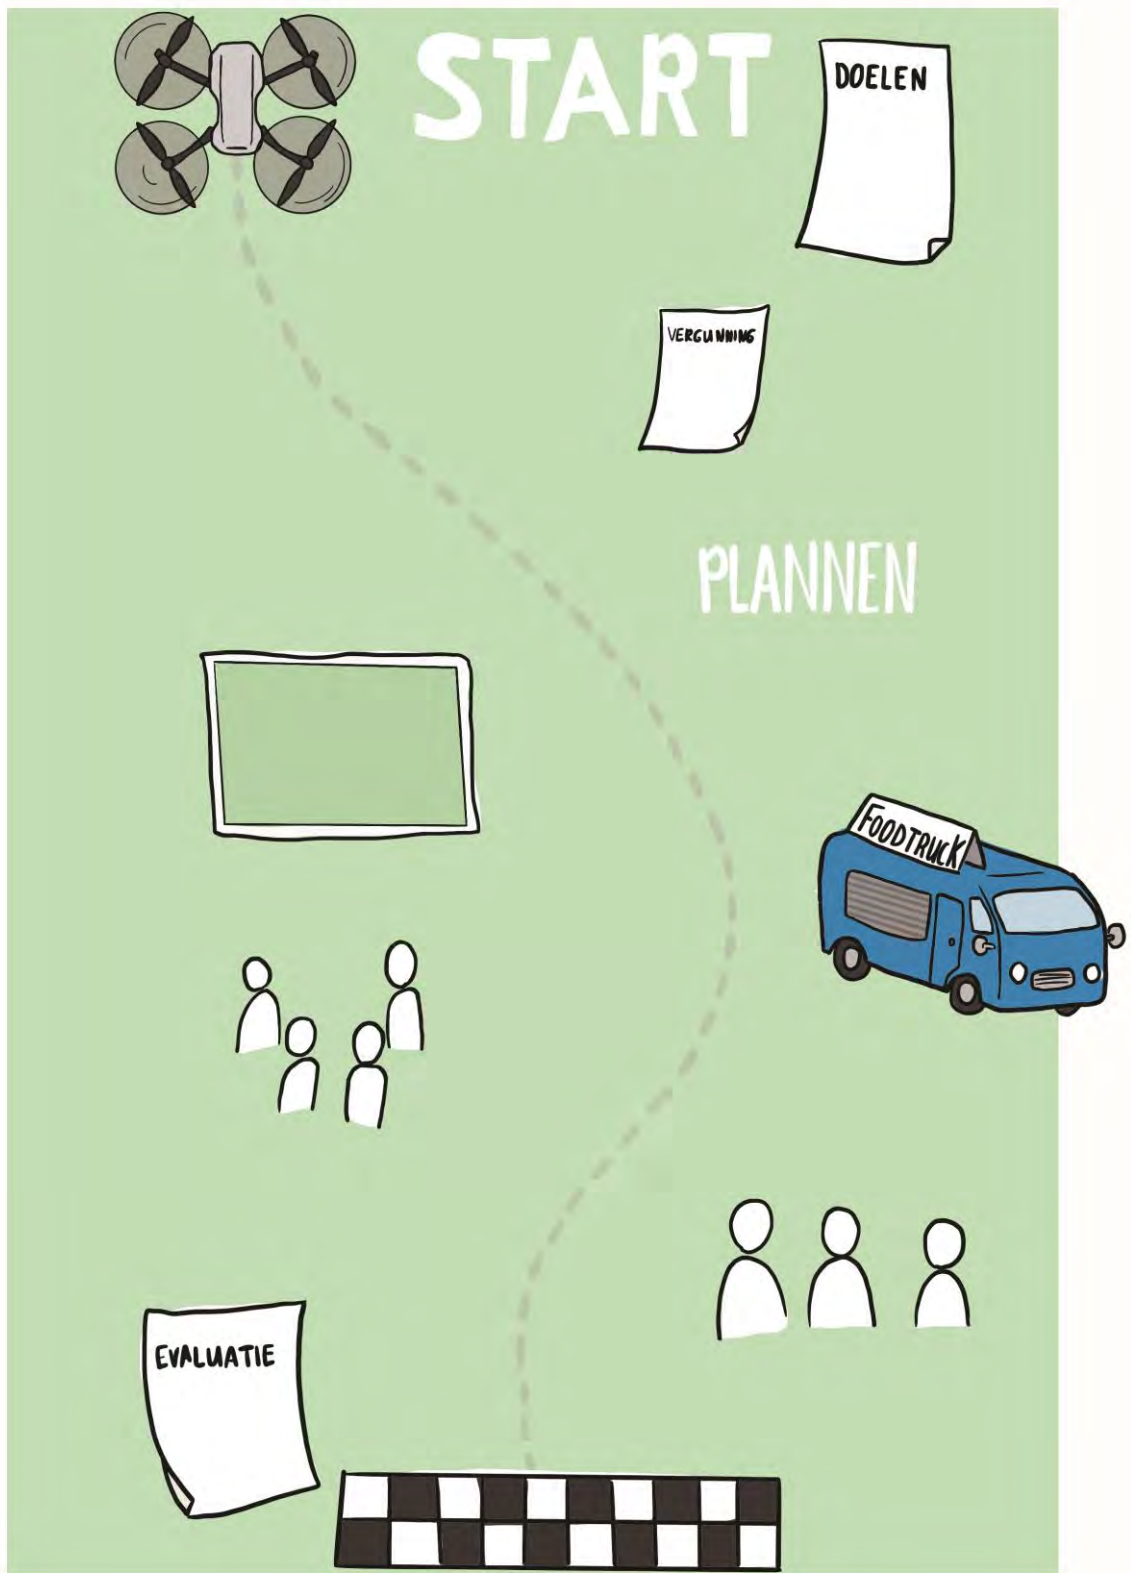 START
DOELEN
VERGUNNING
PLANNEN
FOODTRUCK
EVALUATIE